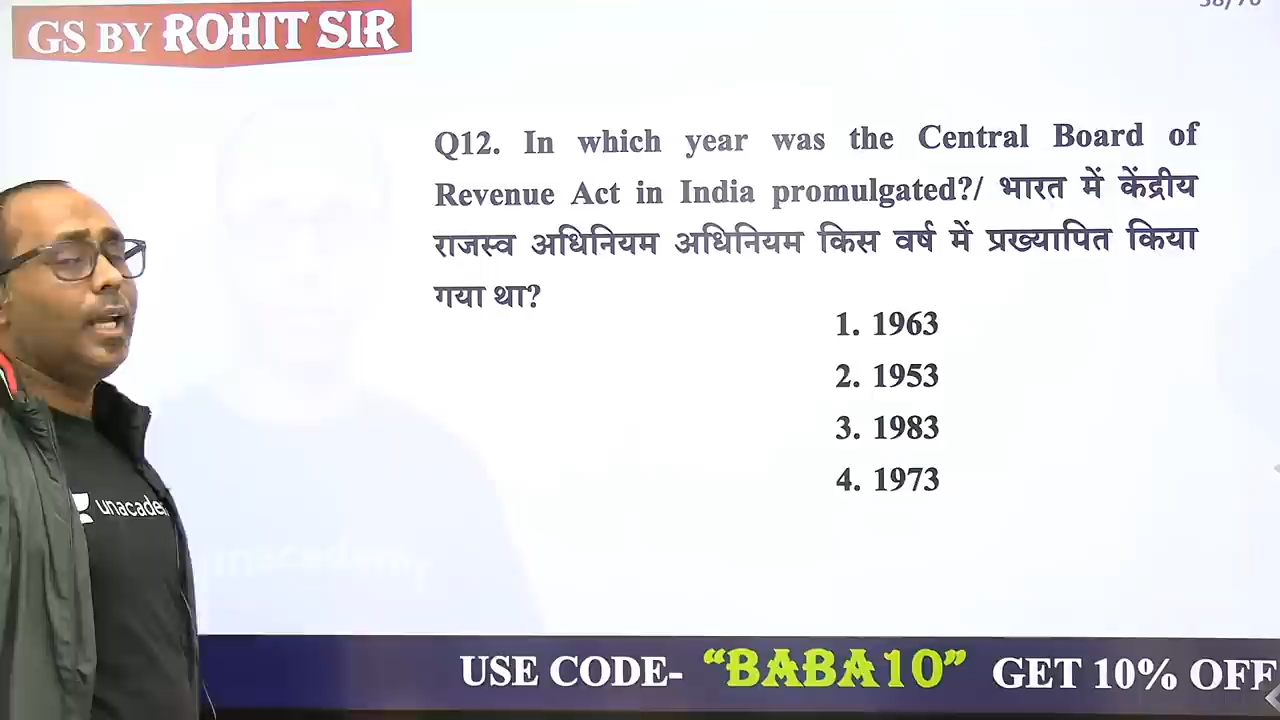 GS BY ROHIT SIR
Q12. In which year was the Central Board of
Revenue Act in India promulgated?/ भारत में केंद्रीय
राजस्व अधिनियम अधिनियम किस वर्ष में प्रख्यापित किया
गया था?
1. 1963
2. 1953
3. 1983
4. 1973
unacade
unacademy
USE CODE- “BABA10” GET 10% OFF